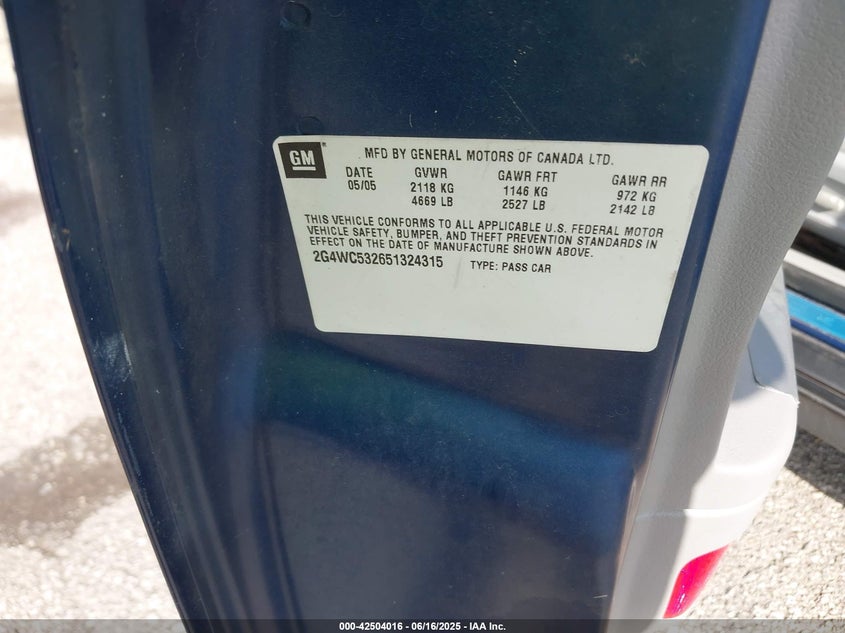 GM ®
MFD BY GENERAL MOTORS OF CANADA LTD.
DATE GVWR GAWR FRT GAWR RR
05/05 2118 KG 1146 KG 972 KG
4669 LB 2527 LB 2142 LB
THIS VEHICLE CONFORMS TO ALL APPLICABLE U.S. FEDERAL MOTOR
VEHICLE SAFETY, BUMPER, AND THEFT PREVENTION STANDARDS IN
EFFECT ON THE DATE OF MANUFACTURE SHOWN ABOVE.
2G4WC532651324315 TYPE: PASS CAR
000-42504016 - 06/16/2025 - IAA Inc.